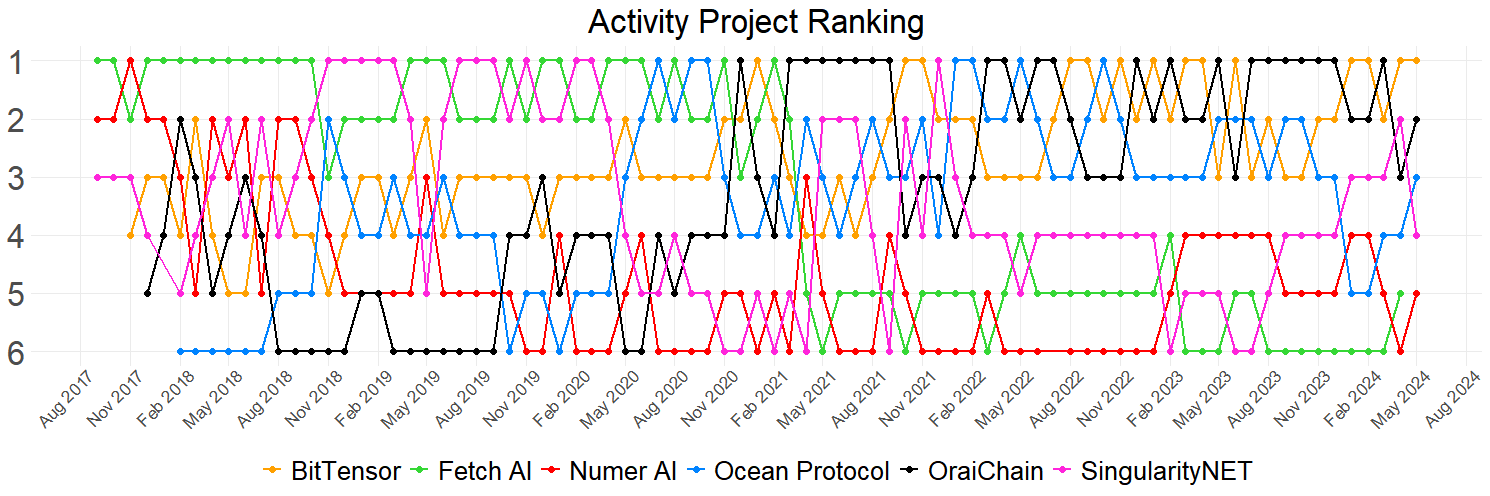 Activity Project Ranking
1
2
3
4
5
6
Aug 2017 Nov 2017 Feb 2018 May 2018 Aug 2018 Nov 2018 Feb 2019 May 2019 Aug 2019 Nov 2019 Feb 2020 May 2020 Aug 2020 Nov 2020 Feb 2021 May 2021 Aug 2021 Nov 2021 Feb 2022 May 2022 Aug 2022 Nov 2022 Feb 2023 May 2023 Aug 2023 Nov 2023 Feb 2024 May 2024 Aug 2024
BitTensor Fetch AI Numer AI Ocean Protocol OraiChain SingularityNET